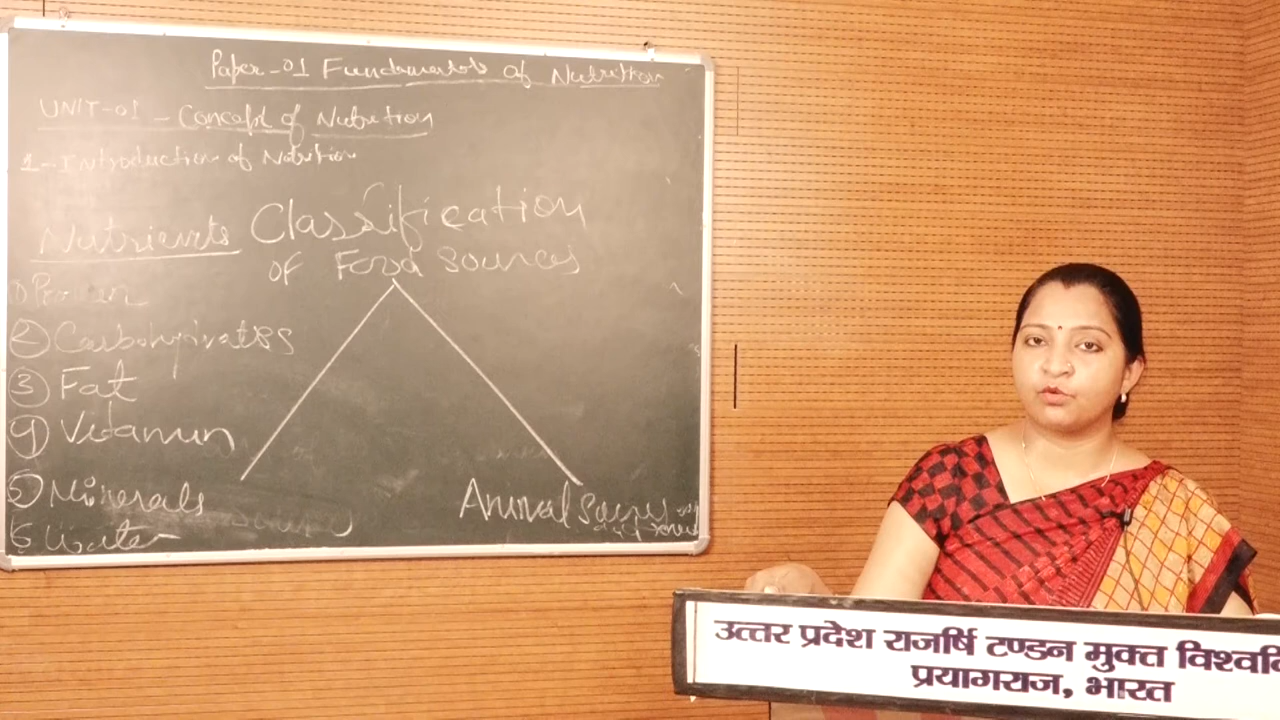 Paper-01 Fundamentals of Nutrition
UNIT-01 - Concept of Nutrition
1-Introduction of Nutrition
Classification
of Food sources
Nutrients
① Protein
② Carbohydrates
③ Fat
④ Vitamin
⑤ Minerals
6 Water
Animal
उत्तर प्रदेश राजर्षि टण्डन मुक्त
प्रयागराज, भारत